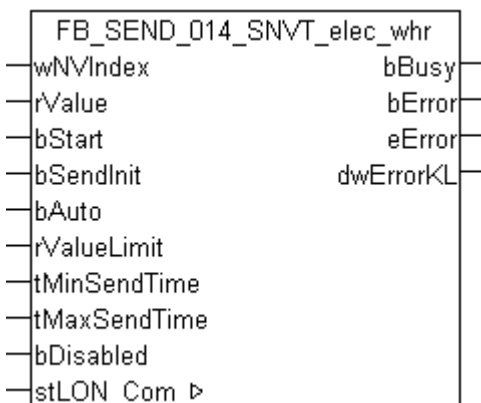 FB_SEND_014_SNVT_elec_whr
wNVIndex bBusy
rValue bError
bStart eError
bSendInit dwErrorKL
bAuto
rValueLimit
tMinSendTime
tMaxSendTime
bDisabled
stLON_Com ▷